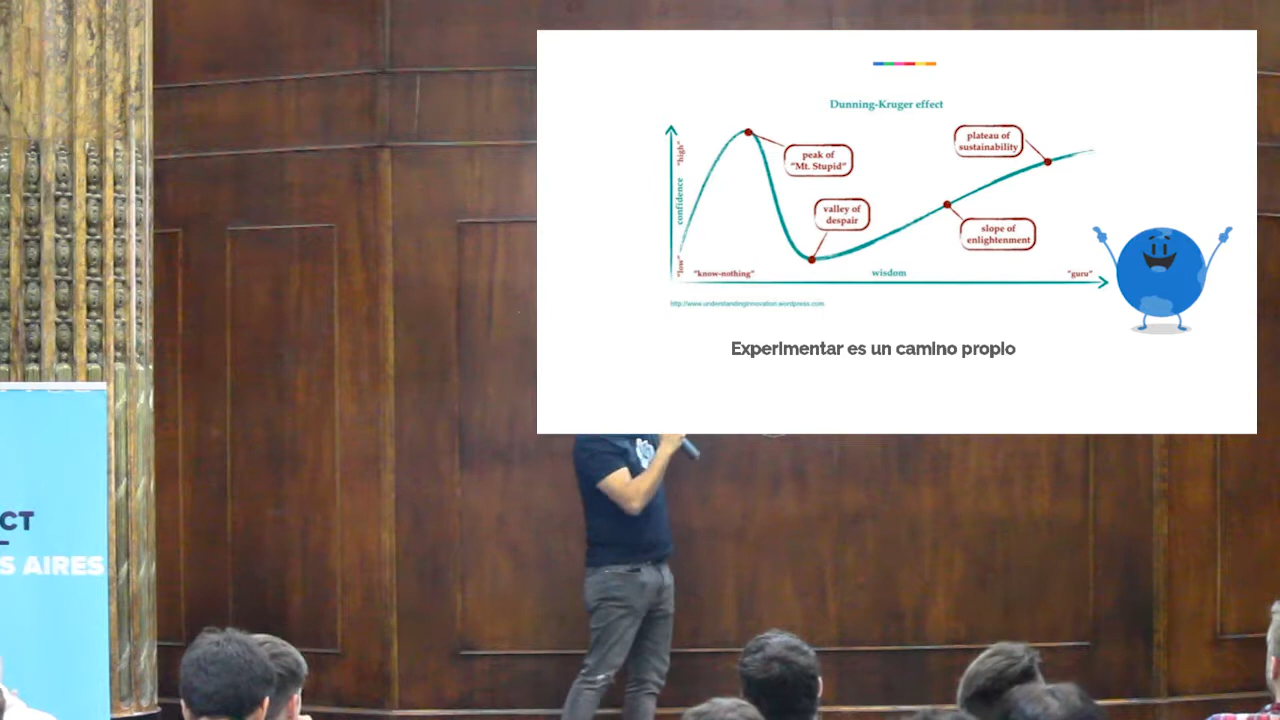 Dunning-Kruger effect
"high"
confidence
"low"
peak of
"Mt. Stupid"
valley of
despair
plateau of
sustainability
slope of
enlightenment
"know-nothing"
wisdom
"guru"
http://www.understandinginnovation.wordpress.com
Experimentar es un camino propio
CT
S AIRES